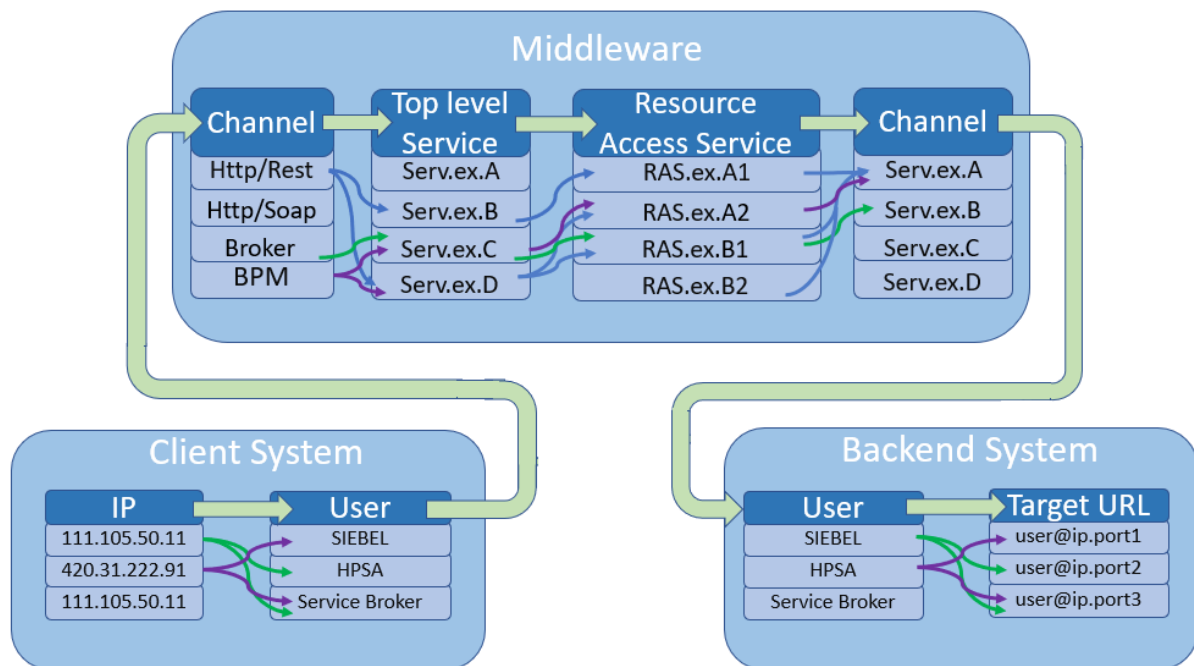 Middleware
Channel
Http/Rest
Http/Soap
Broker
BPM
Top level
Service
Serv.ex.A
Serv.ex.B
Serv.ex.C
Serv.ex.D
Resource
Access Service
RAS.ex.A1
RAS.ex.A2
RAS.ex.B1
RAS.ex.B2
Channel
Serv.ex.A
Serv.ex.B
Serv.ex.C
Serv.ex.D
Client System
IP
111.105.50.11
420.31.222.91
111.105.50.11
User
SIEBEL
HPSA
Service Broker
Backend System
User
SIEBEL
HPSA
Service Broker
Target URL
user@ip.port1
user@ip.port2
user@ip.port3